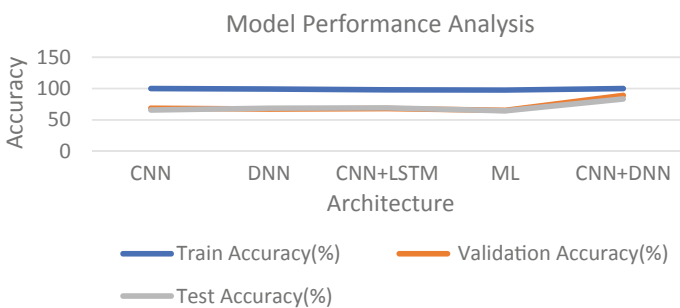 Model Performance Analysis
150
100
50
0
Accuracy
CNN DNN CNN+LSTM ML CNN+DNN
Architecture
Train Accuracy(%) Validation Accuracy(%)
Test Accuracy(%)